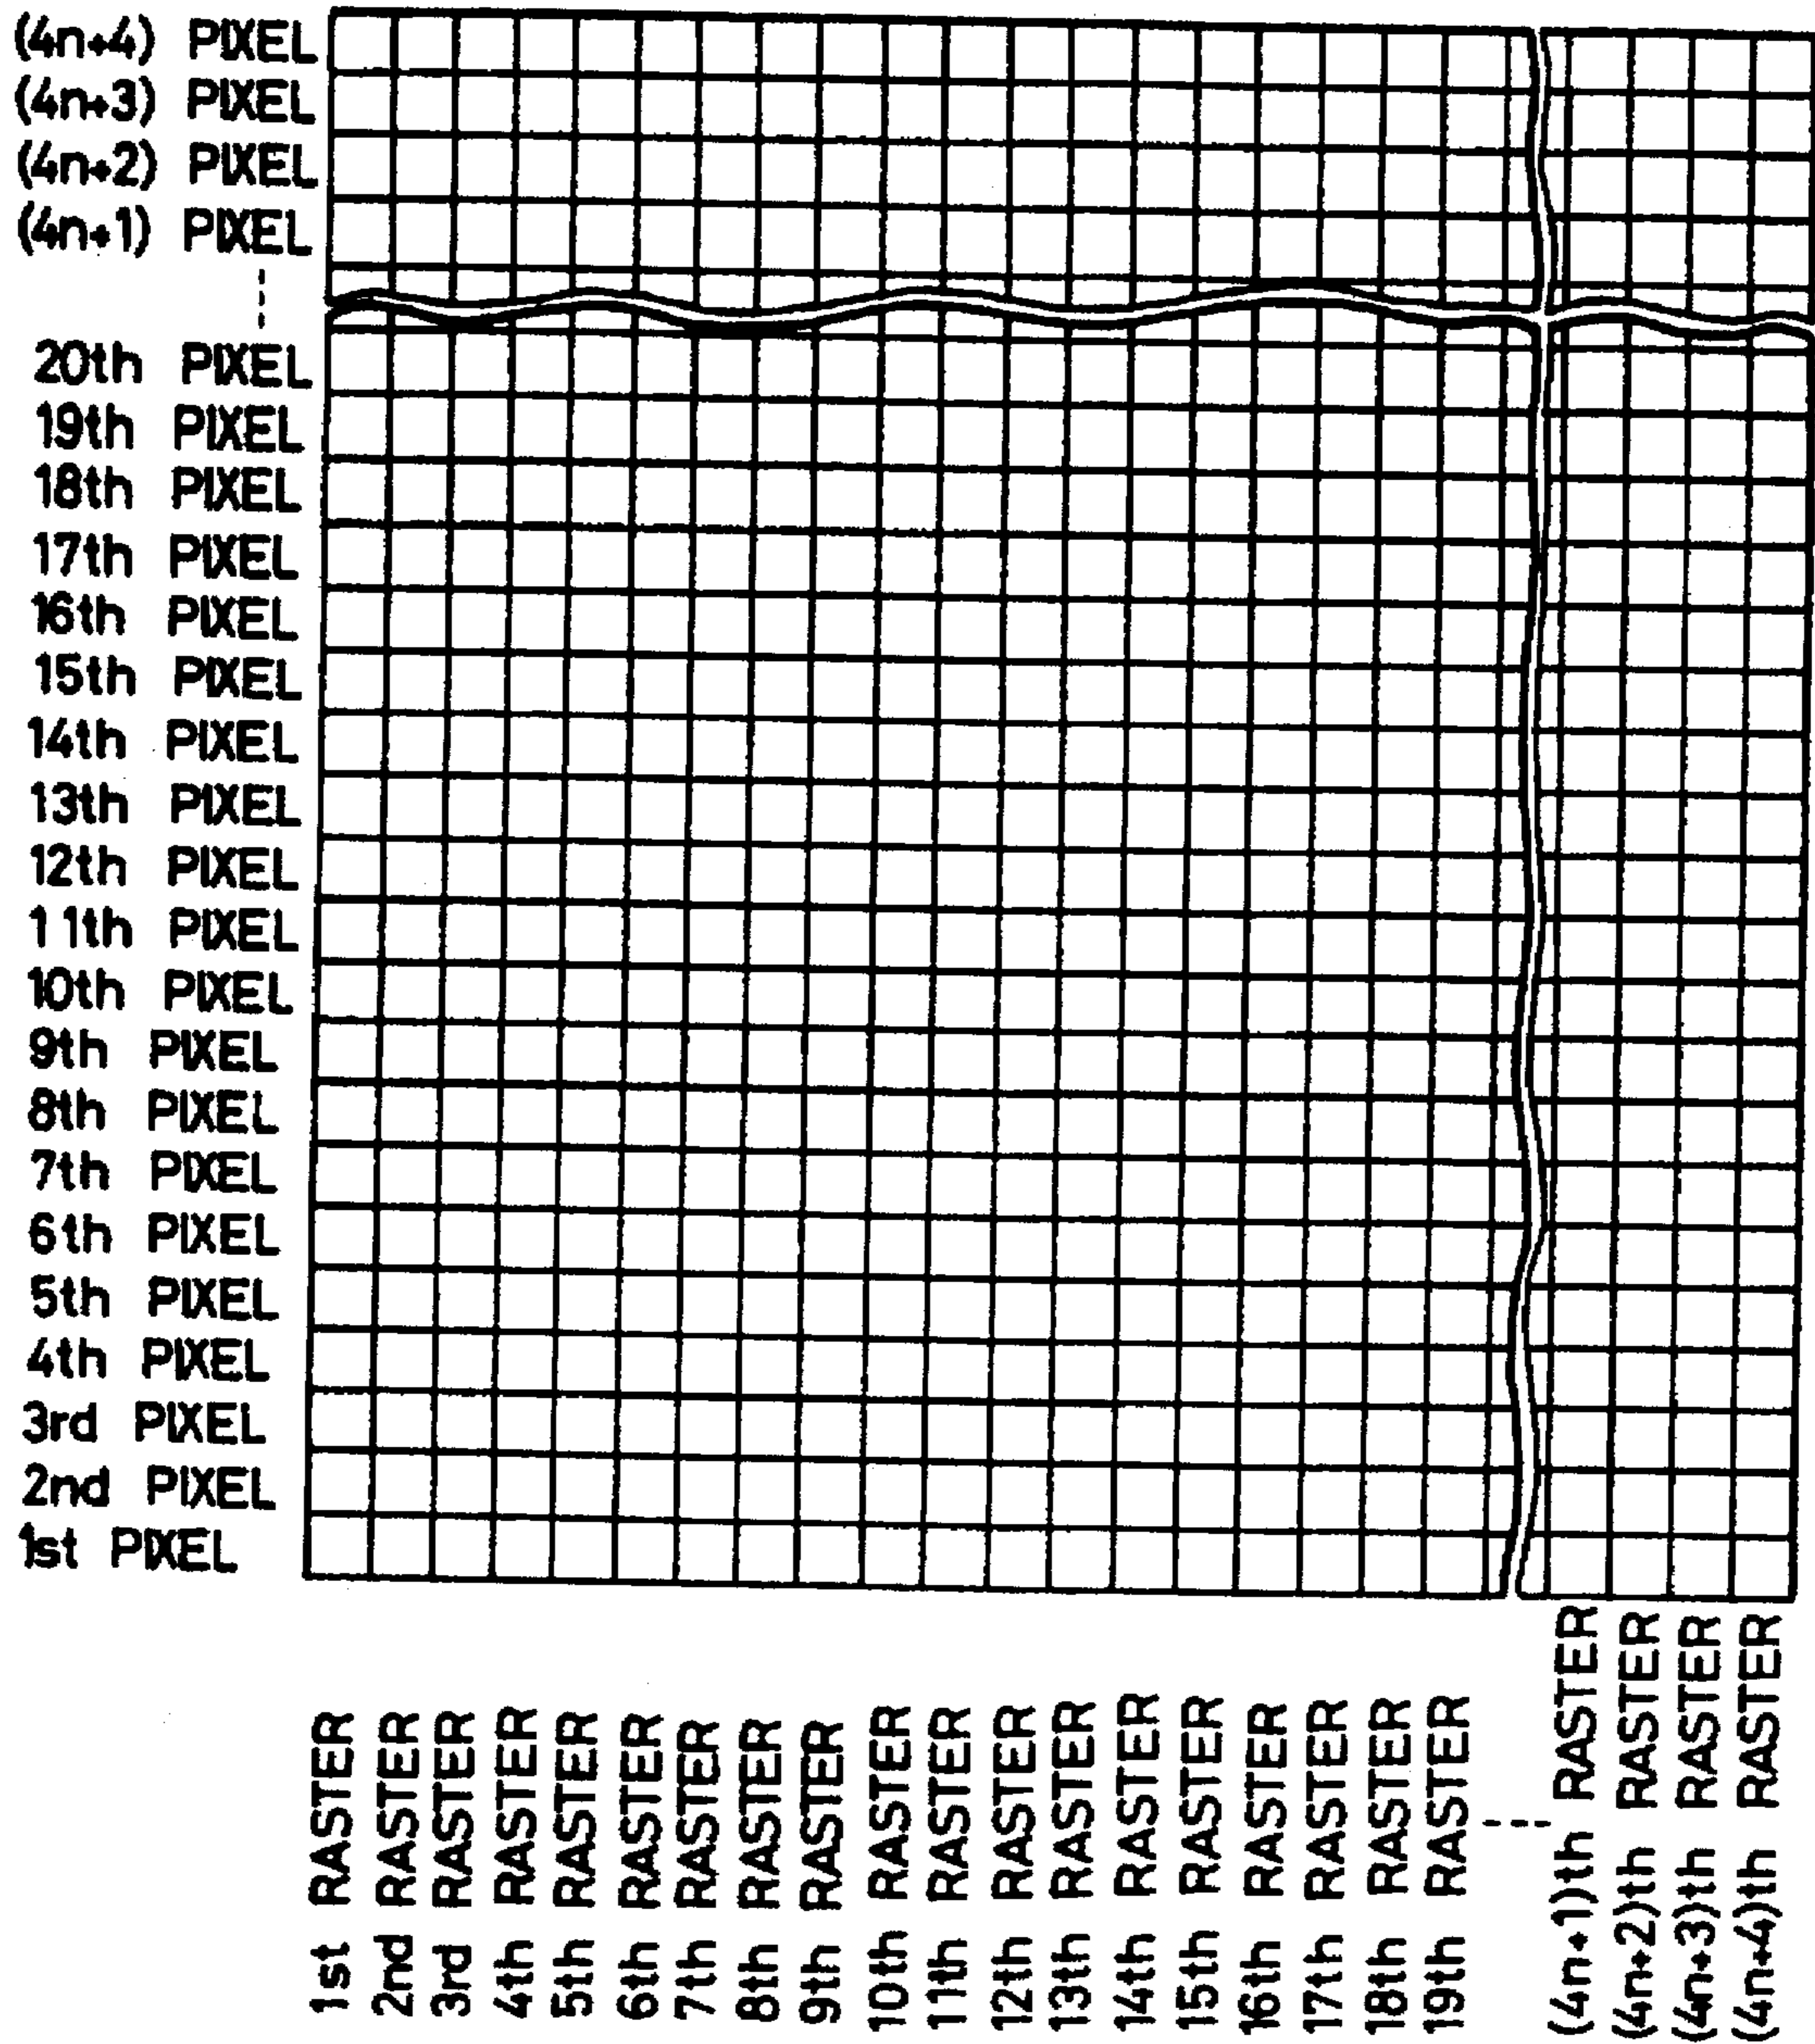 (4n+4) PIXEL
(4n+3) PIXEL
(4n+2) PIXEL
(4n+1) PIXEL
20th PIXEL
19th PIXEL
18th PIXEL
17th PIXEL
16th PIXEL
15th PIXEL
14th PIXEL
13th PIXEL
12th PIXEL
11th PIXEL
10th PIXEL
9th PIXEL
8th PIXEL
7th PIXEL
6th PIXEL
5th PIXEL
4th PIXEL
3rd PIXEL
2nd PIXEL
1st PIXEL
1st RASTER
2nd RASTER
3rd RASTER
4th RASTER
5th RASTER
6th RASTER
7th RASTER
8th RASTER
9th RASTER
10th RASTER
11th RASTER
12th RASTER
13th RASTER
14th RASTER
15th RASTER
16th RASTER
17th RASTER
18th RASTER
19th RASTER
(4n+1)th RASTER
(4n+2)th RASTER
(4n+3)th RASTER
(4n+4)th RASTER